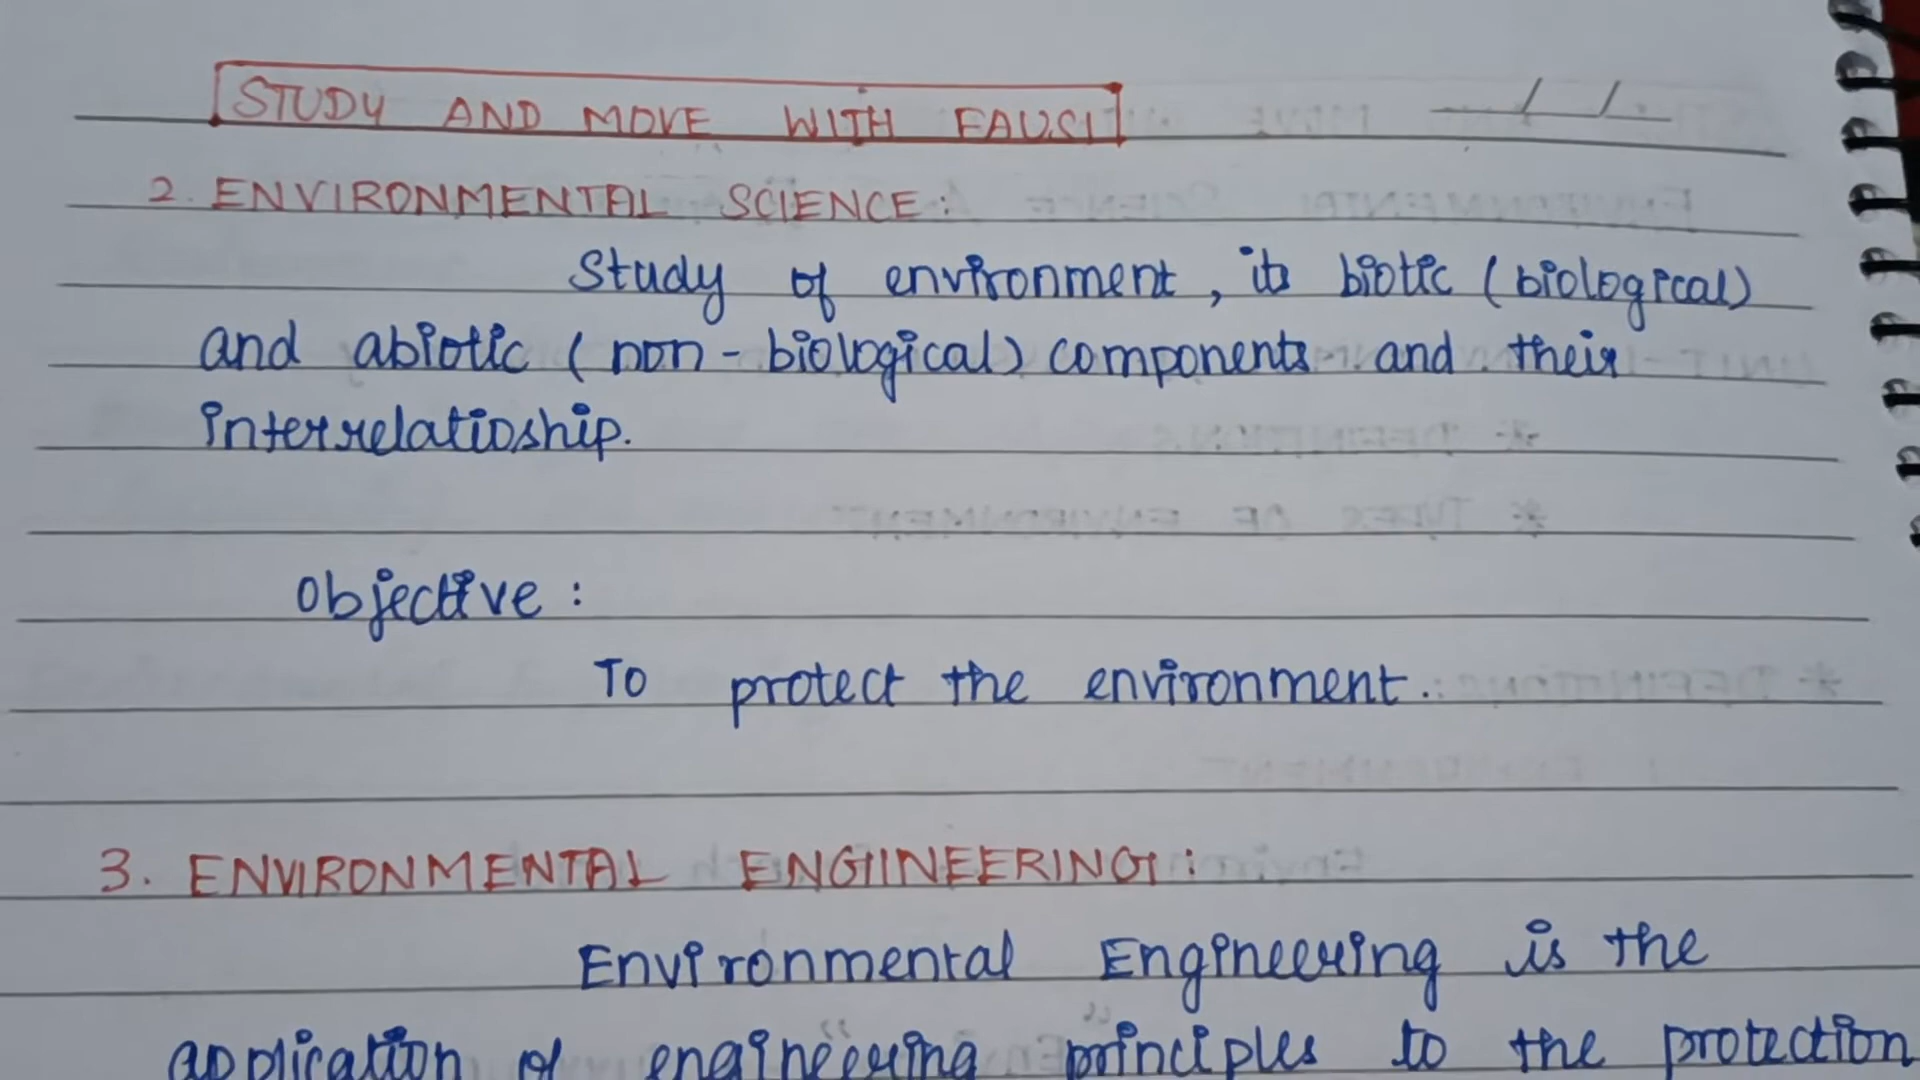 STUDY AND MOVE WITH FAUSI
2. ENVIRONMENTAL SCIENCE:
Study of environment, its biotic (biological)
and abiotic (non-biological) components and their
interrelatioship.
Objective :
To protect the environment.
3. ENVIRONMENTAL ENGINEERING:
Environmental Engineering is the
application of engineering principles to the protection